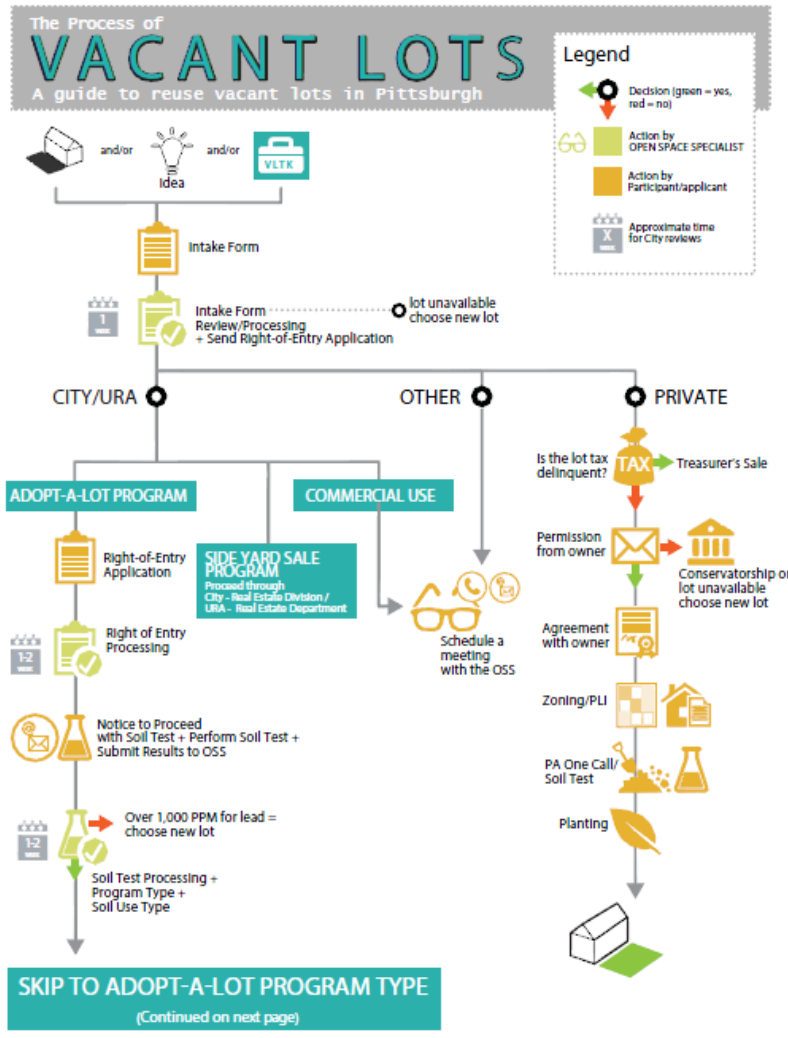 The Process of
VACANT LOTS
A guide to reuse vacant lots in Pittsburgh
Legend
Decision (green = yes,
red = no)
Action by
OPEN SPACE SPECIALIST
Action by
Participant/applicant
X
WEEK
Approximate time
for City reviews
and/or
Idea
and/or
VLTK
Intake Form
1
WEEK
Intake Form
Review/Processing
+ Send Right-of-Entry Application
lot unavailable
choose new lot
CITY/URA
OTHER
PRIVATE
ADOPT-A-LOT PROGRAM
Right-of-Entry
Application
1-2
WEEK
Right of Entry
Processing
@
Notice to Proceed
with Soil Test + Perform Soil Test +
Submit Results to OSS
1-2
WEEK
Over 1,000 PPM for lead =
choose new lot
Soil Test Processing +
Program Type +
Soil Use Type
SKIP TO ADOPT-A-LOT PROGRAM TYPE
(Continued on next page)
SIDE YARD SALE
PROGRAM
Proceed through
City - Real Estate Division /
URA - Real Estate Department
COMMERCIAL USE
@
Schedule a
meeting
with the OSS
Is the lot tax
delinquent?
TAX
Treasurer's Sale
Permission
from owner
Conservatorship or
lot unavailable
choose new lot
Agreement
with owner
Zoning/PLI
PA One Call/
Soil Test
Planting